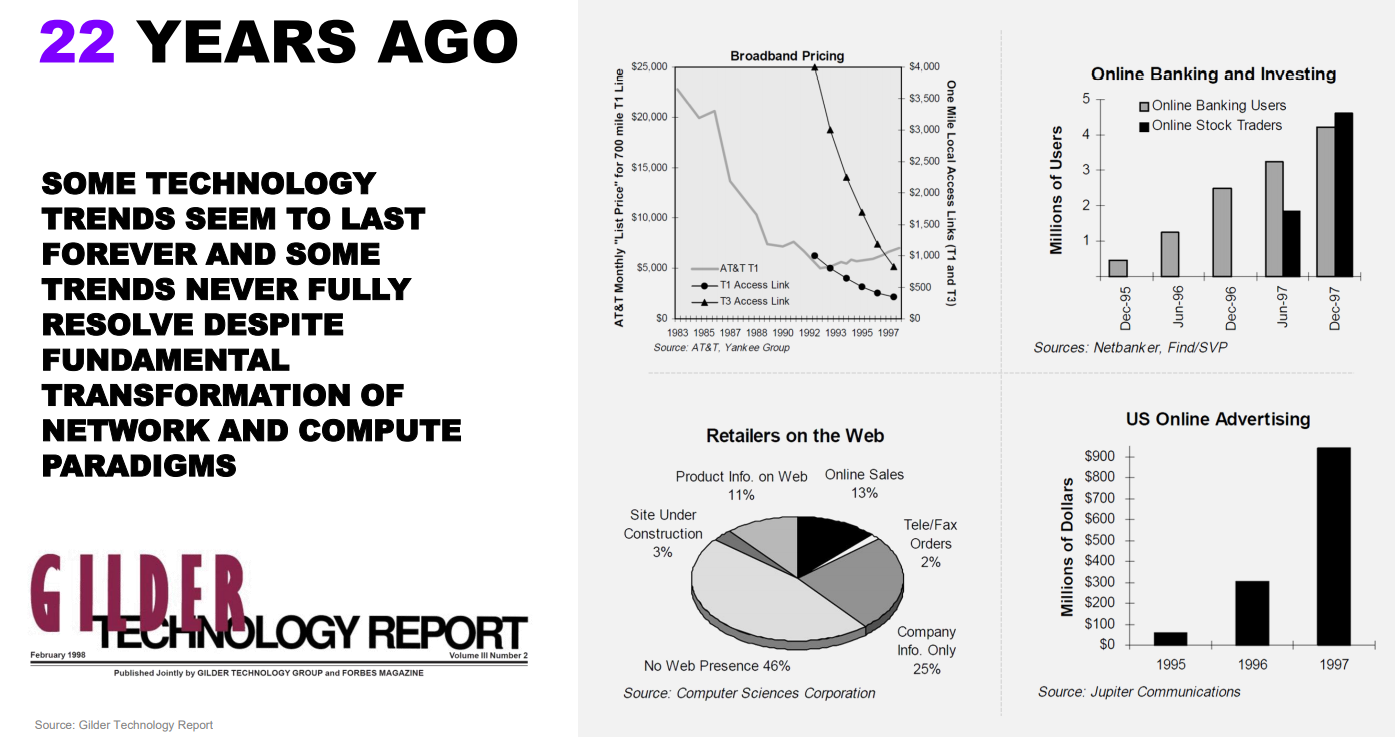 22 YEARS AGO
SOME TECHNOLOGY
TRENDS SEEM TO LAST
FOREVER AND SOME
TRENDS NEVER FULLY
RESOLVE DESPITE
FUNDAMENTAL
TRANSFORMATION OF
NETWORK AND COMPUTE
PARADIGMS
GILDER
TECHNOLOGY REPORT
February 1998
Volume III Number 2
Published Jointly by GILDER TECHNOLOGY GROUP and FORBES MAGAZINE
Source: Gilder Technology Report
Broadband Pricing
AT&T Monthly "List Price" for 700 mile T1 Line
$25,000
$20,000
$15,000
$10,000
$5,000
$0
$4,000
$3,500
$3,000
$2,500
$2,000
$1,500
$1,000
$500
$0
One Mile Local Access Links (T1 and T3)
AT&T T1
T1 Access Link
T3 Access Link
1983 1985 1987 1988 1990 1992 1993 1995 1997
Source: AT&T, Yankee Group
Online Banking and Investing
Online Banking Users
Online Stock Traders
Millions of Users
5
4
3
2
1
Dec-95
Jun-96
Dec-96
Jun-97
Dec-97
Sources: Netbanker, Find/SVP
Retailers on the Web
Product Info. on Web
11%
Online Sales
13%
Site Under
Construction
3%
Tele/Fax
Orders
2%
Company
Info. Only
25%
No Web Presence 46%
Source: Computer Sciences Corporation
US Online Advertising
Millions of Dollars
$900
$800
$700
$600
$500
$400
$300
$200
$100
$0
1995 1996 1997
Source: Jupiter Communications